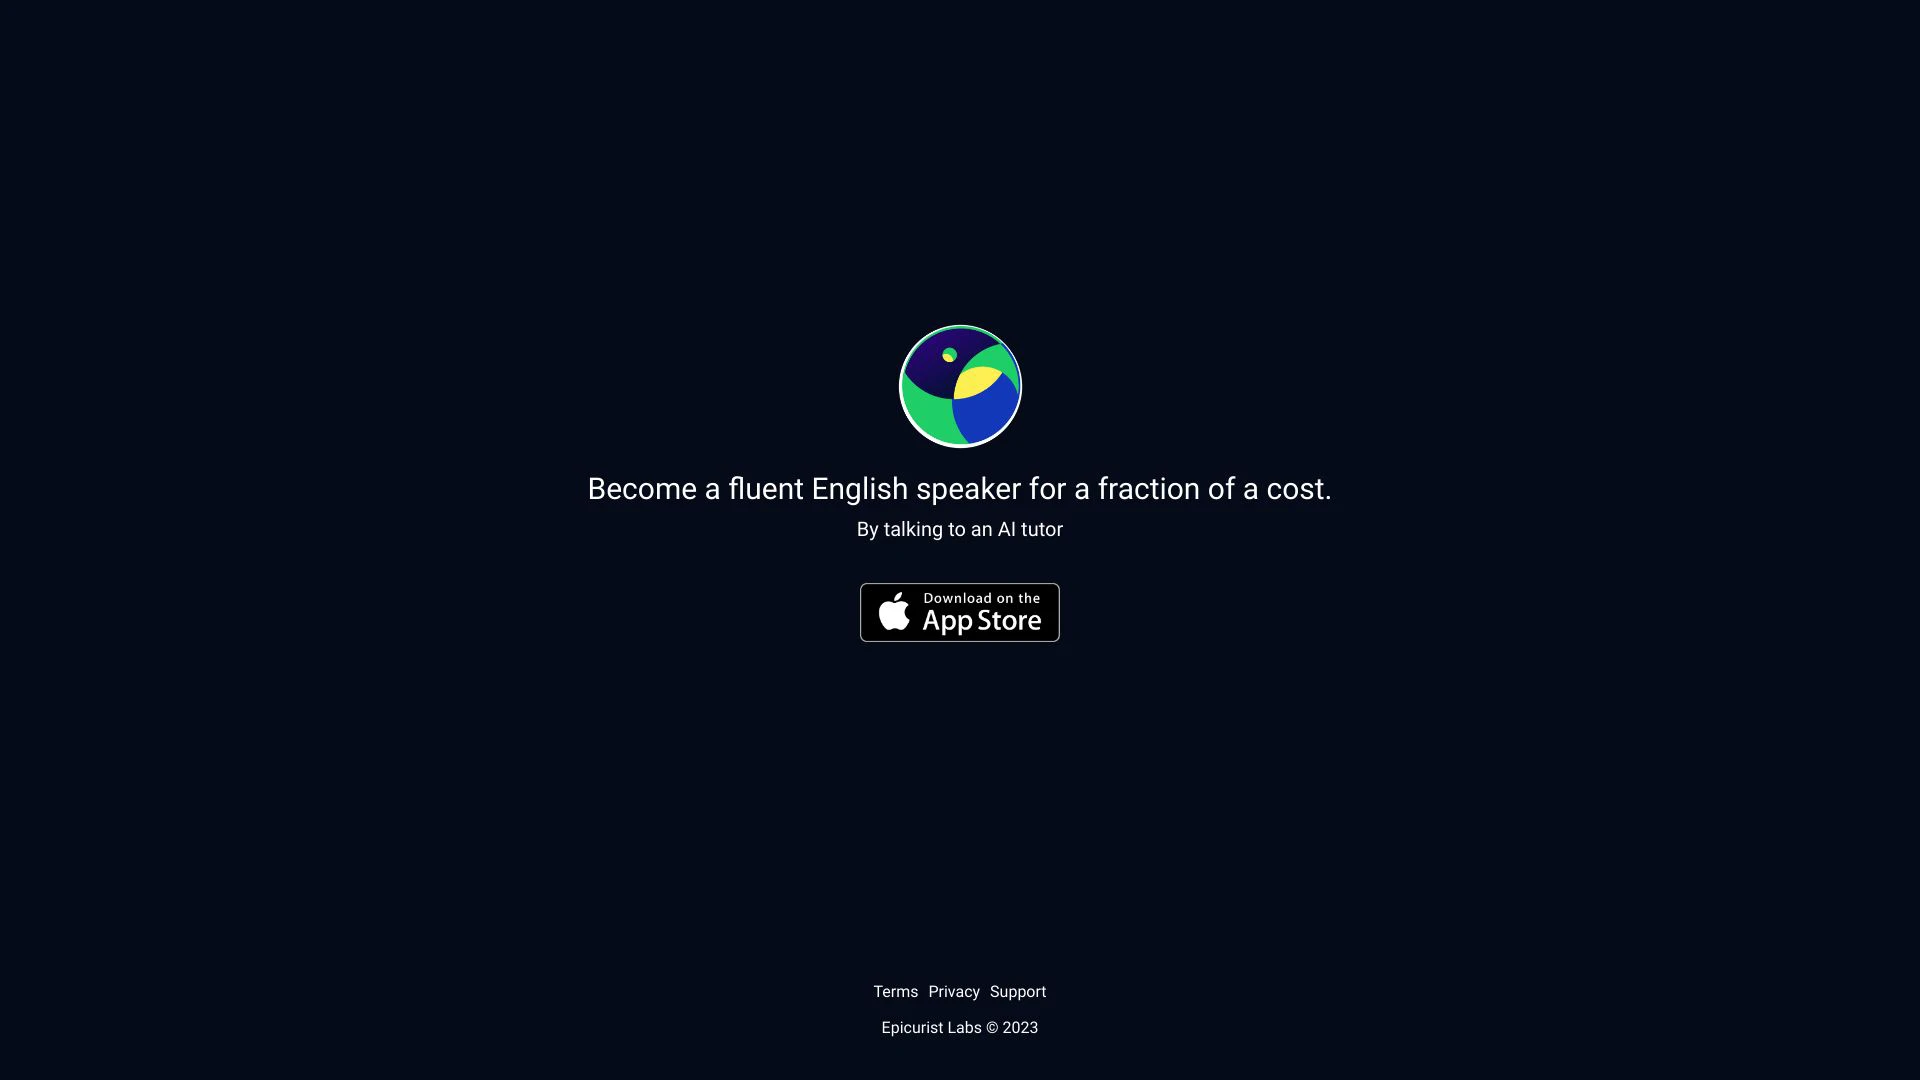 Become a fluent English speaker for a fraction of a cost.
By talking to an AI tutor
Download on the
App Store
Terms Privacy Support
Epicurist Labs © 2023